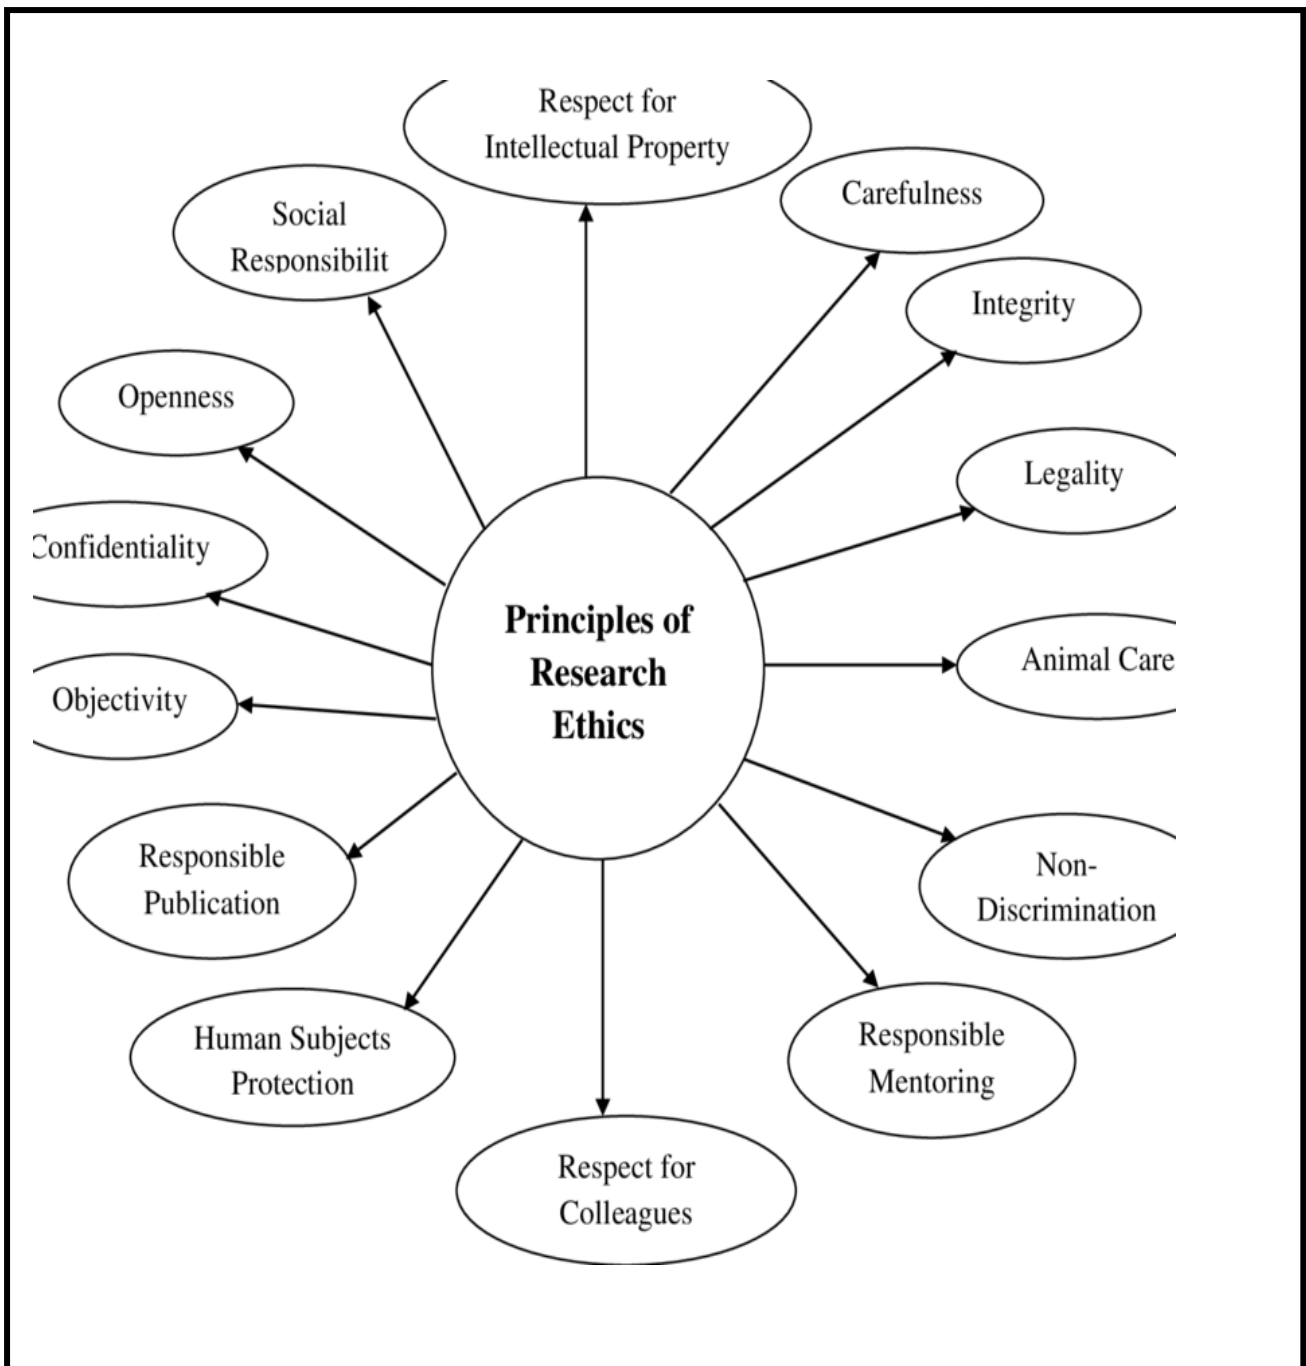 Respect for
Intellectual Property
Carefulness
Social
Responsibilit
Integrity
Openness
Legality
Confidentiality
Principles of
Research
Ethics
Animal Care
Objectivity
Responsible
Publication
Non-
Discrimination
Human Subjects
Protection
Responsible
Mentoring
Respect for
Colleagues